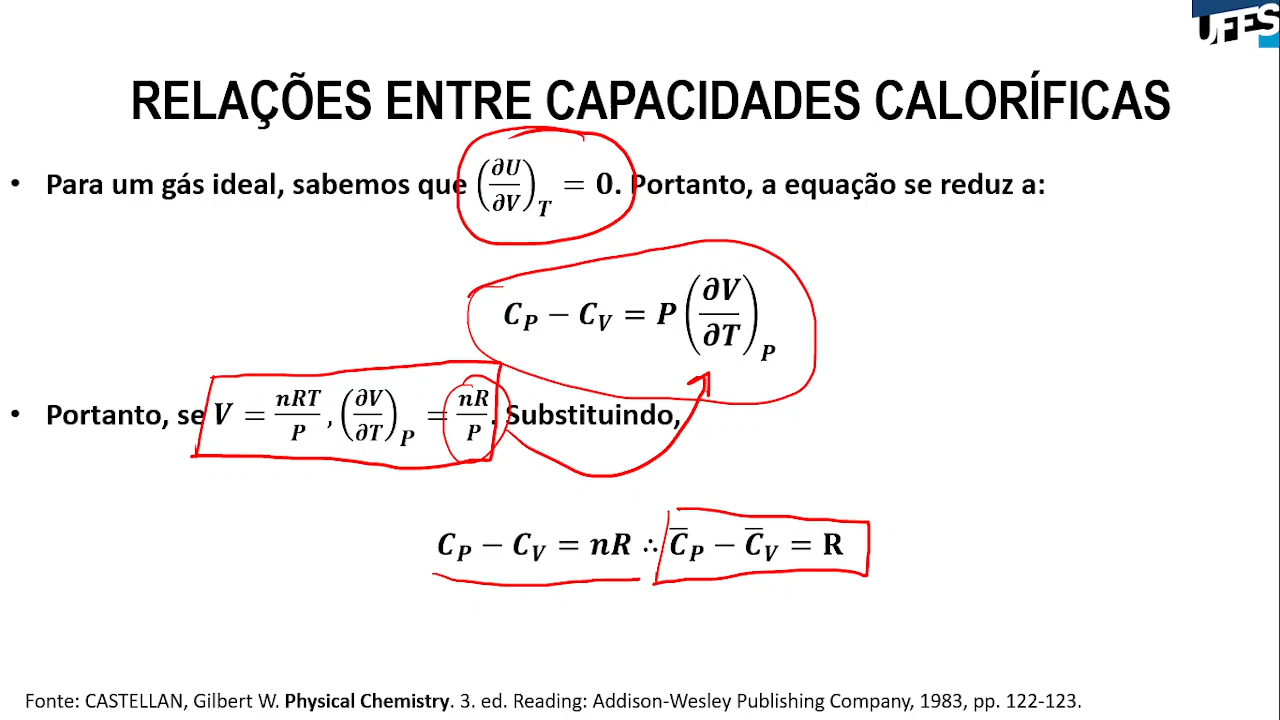 UFES
RELAÇÕES ENTRE CAPACIDADES CALORÍFICAS
• Para um gás ideal, sabemos que (∂U/∂V)_T = 0. Portanto, a equação se reduz a:
C_P − C_V = P (∂V/∂T)_P
• Portanto, se V = nRT/P, (∂V/∂T)_P = nR/P. Substituindo,
C_P − C_V = nR ∴ C̅_P − C̅_V = R
Fonte: CASTELLAN, Gilbert W. Physical Chemistry. 3. ed. Reading: Addison-Wesley Publishing Company, 1983, pp. 122-123.